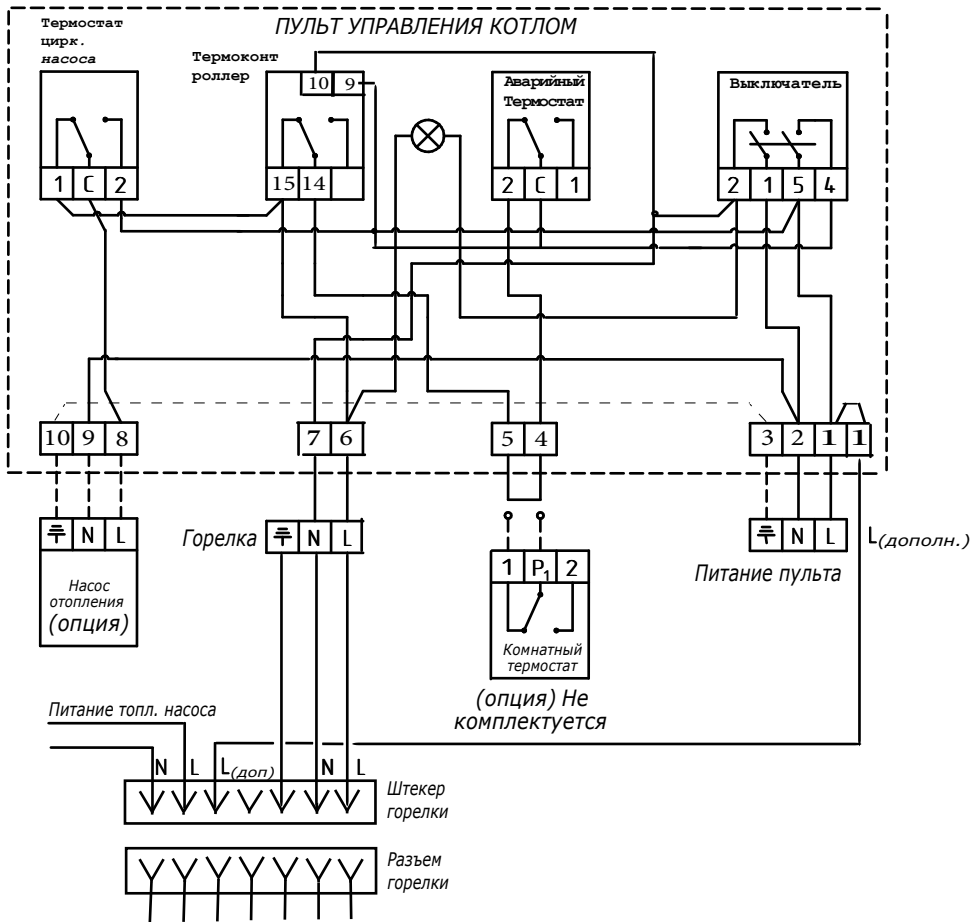 ПУЛЬТ УПРАВЛЕНИЯ КОТЛОМ
Термостат
цирк.
насоса
Термоконт
роллер
10 9
Аварийный
Термостат
Выключатель
1 C 2
15 14
2 C 1
2 1 5 4
10 9 8
7 6
5 4
3 2 1 1
N L
Насос
отопления
(опция)
Горелка
N L
1 P1 2
Комнатный
термостат
(опция) Не
комплектуется
N L
Питание пульта
L(дополн.)
Питание топл. насоса
N L L(доп) N L
Штекер
горелки
Разъем
горелки